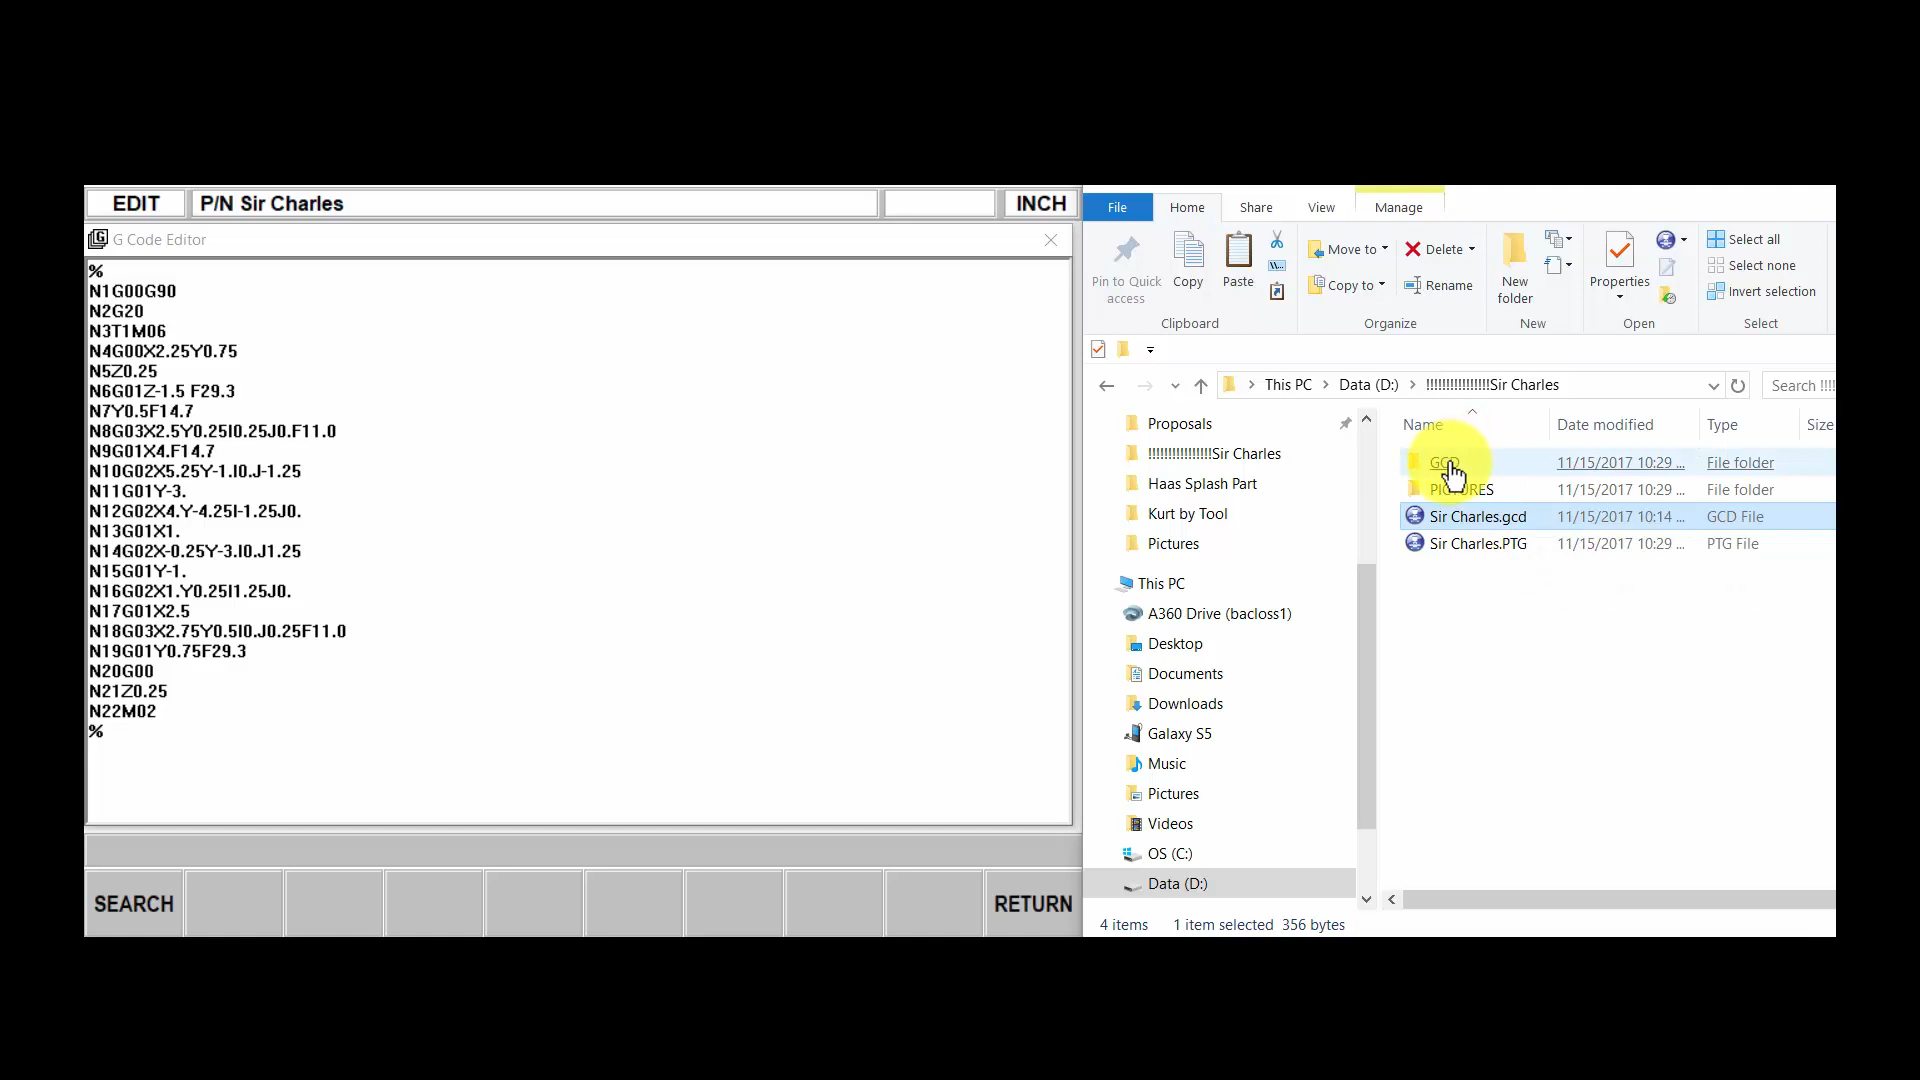 EDIT
P/N Sir Charles
INCH
G Code Editor
%
N1G00G90
N2G20
N3T1M06
N4G00X2.25Y0.75
N5Z0.25
N6G01Z-1.5 F29.3
N7Y0.5F14.7
N8G03X2.5Y0.25I0.25J0.F11.0
N9G01X4.F14.7
N10G02X5.25Y-1.I0.J-1.25
N11G01Y-3.
N12G02X4.Y-4.25I-1.25J0.
N13G01X1.
N14G02X-0.25Y-3.I0.J1.25
N15G01Y-1.
N16G02X1.Y0.25I1.25J0.
N17G01X2.5
N18G03X2.75Y0.5I0.J0.25F11.0
N19G01Y0.75F29.3
N20G00
N21Z0.25
N22M02
%
SEARCH
RETURN
File Home Share View Manage
Pin to Quick access
Copy
Paste
Move to
Copy to
Delete
Rename
New folder
Properties
Select all
Select none
Invert selection
Clipboard Organize New Open Select
This PC > Data (D:) > !!!!!!!!!!!!!!!!Sir Charles
Search !!!!
Proposals
!!!!!!!!!!!!!!!!Sir Charles
Haas Splash Part
Kurt by Tool
Pictures
This PC
A360 Drive (bacloss1)
Desktop
Documents
Downloads
Galaxy S5
Music
Pictures
Videos
OS (C:)
Data (D:)
Name Date modified Type Size
GCD 11/15/2017 10:29 ... File folder
PICTURES 11/15/2017 10:29 ... File folder
Sir Charles.gcd 11/15/2017 10:14 ... GCD File
Sir Charles.PTG 11/15/2017 10:29 ... PTG File
4 items 1 item selected 356 bytes